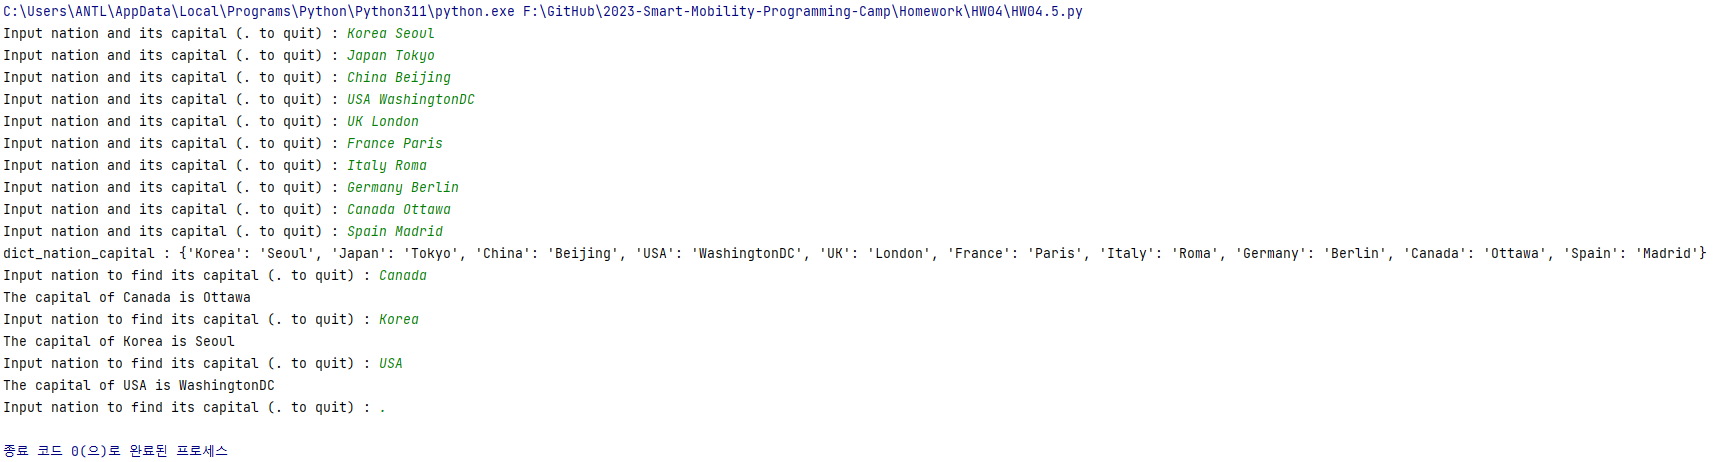 C:\Users\ANTL\AppData\Local\Programs\Python\Python311\python.exe F:\GitHub\2023-Smart-Mobility-Programming-Camp\Homework\HW04\HW04.5.py
Input nation and its capital (. to quit) : Korea Seoul
Input nation and its capital (. to quit) : Japan Tokyo
Input nation and its capital (. to quit) : China Beijing
Input nation and its capital (. to quit) : USA WashingtonDC
Input nation and its capital (. to quit) : UK London
Input nation and its capital (. to quit) : France Paris
Input nation and its capital (. to quit) : Italy Roma
Input nation and its capital (. to quit) : Germany Berlin
Input nation and its capital (. to quit) : Canada Ottawa
Input nation and its capital (. to quit) : Spain Madrid
dict_nation_capital : {'Korea': 'Seoul', 'Japan': 'Tokyo', 'China': 'Beijing', 'USA': 'WashingtonDC', 'UK': 'London', 'France': 'Paris', 'Italy': 'Roma', 'Germany': 'Berlin', 'Canada': 'Ottawa', 'Spain': 'Madrid'}
Input nation to find its capital (. to quit) : Canada
The capital of Canada is Ottawa
Input nation to find its capital (. to quit) : Korea
The capital of Korea is Seoul
Input nation to find its capital (. to quit) : USA
The capital of USA is WashingtonDC
Input nation to find its capital (. to quit) : .
종료 코드 0(으)로 완료된 프로세스